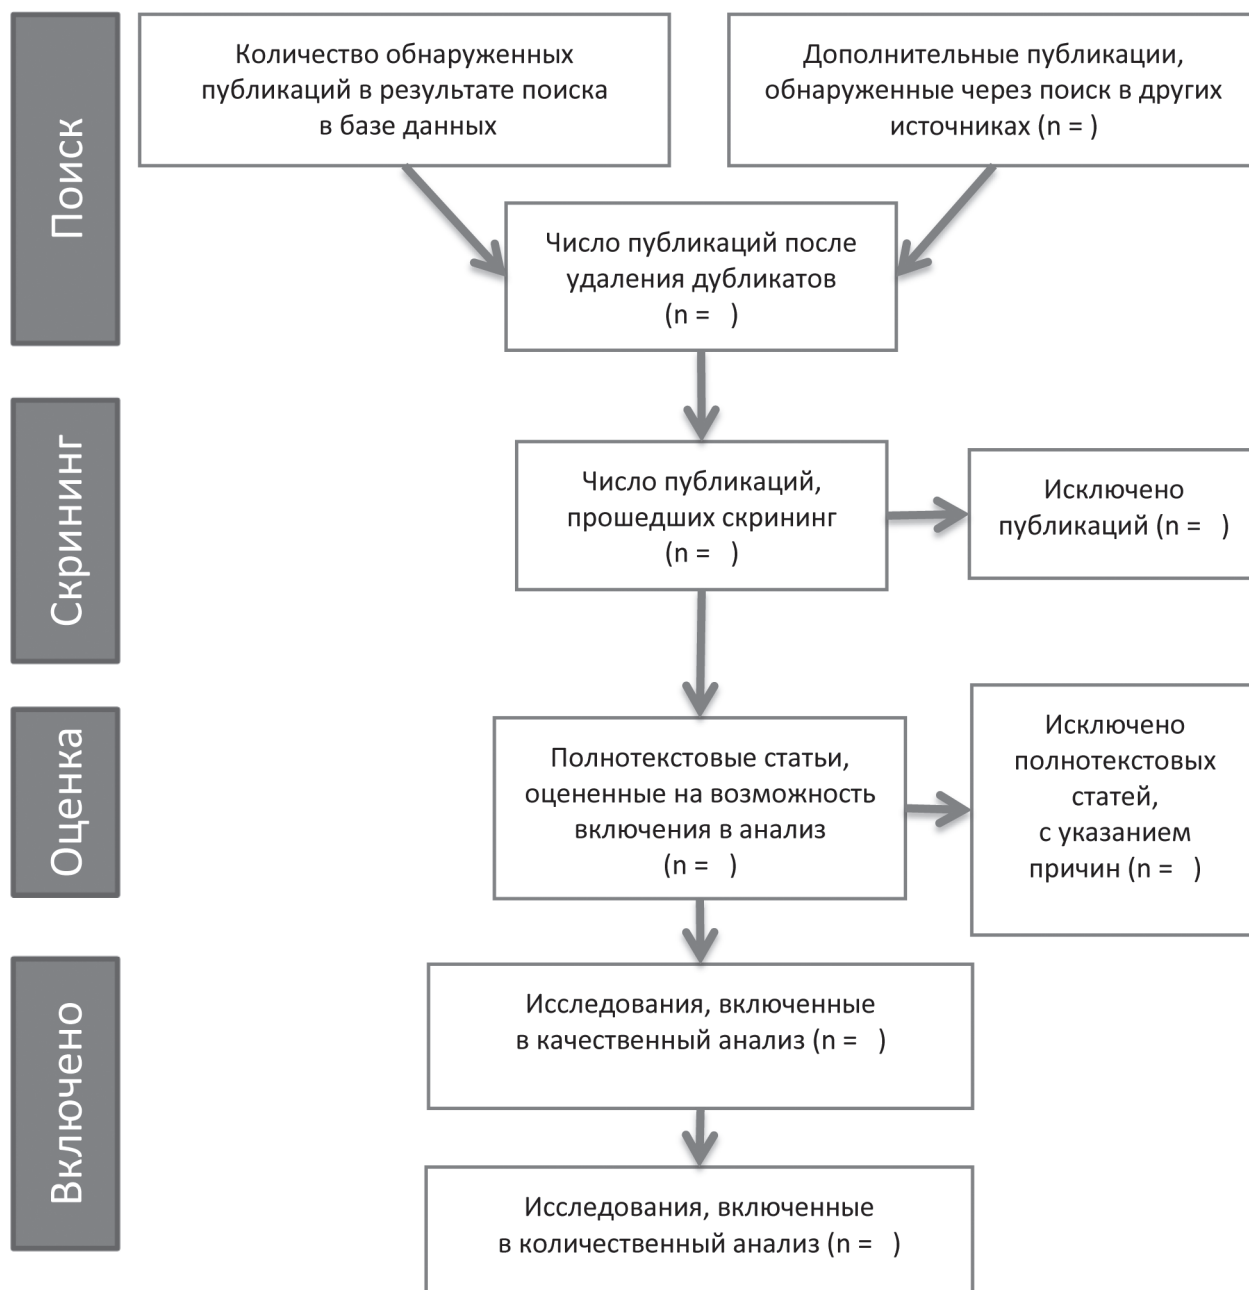 Поиск
Количество обнаруженных
публикаций в результате поиска
в базе данных
Дополнительные публикации,
обнаруженные через поиск в других
источниках (n = )
Число публикаций после
удаления дубликатов
(n =   )
Скрининг
Число публикаций,
прошедших скрининг
(n =   )
Исключено
публикаций (n =   )
Оценка
Полнотекстовые статьи,
оцененные на возможность
включения в анализ
(n =   )
Исключено
полнотекстовых
статей,
с указанием
причин (n =   )
Включено
Исследования, включенные
в качественный анализ (n =   )
Исследования, включенные
в количественный анализ (n =   )